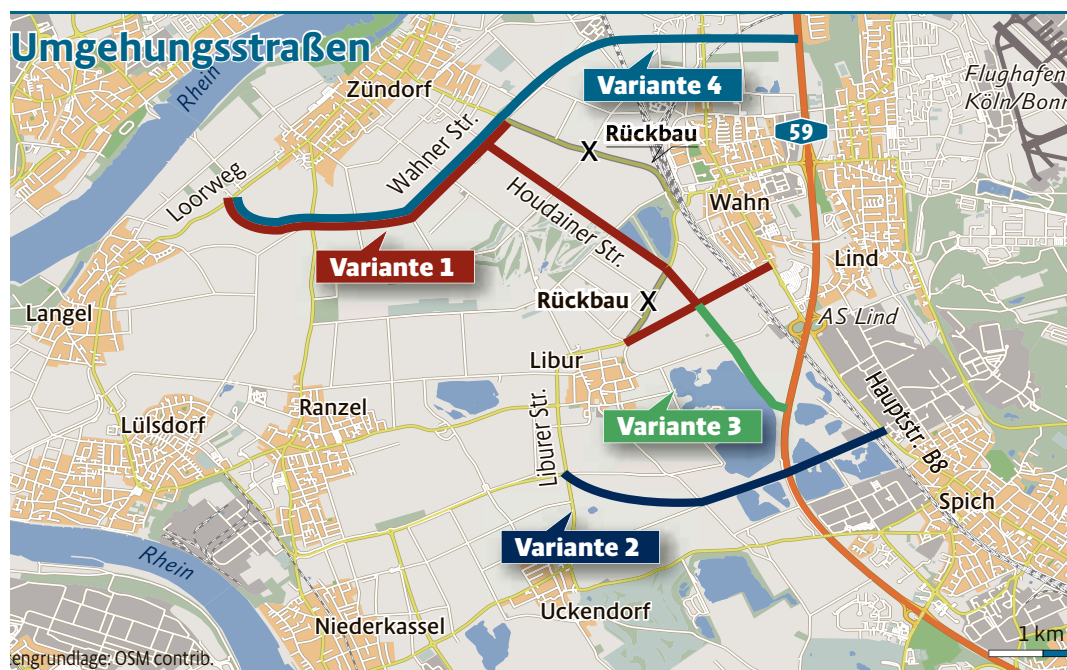 Umgehungsstraßen
Rhein
Zündorf
Variante 4
Flughafen
Köln/Bonn
Wahner Str.
Rückbau
59
Loorweg
Houdainer Str.
Wahn
Variante 1
Lind
Rückbau
Langel
AS Lind
Libur
Hauptstr. B8
Ranzel
Lülsdorf
Liburer Str.
Variante 3
Spich
Variante 2
Rhein
Uckendorf
Niederkassel
1 km
engrundlage: OSM contrib.